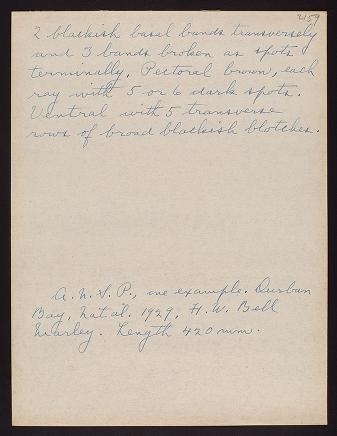 2159
2 blackish basal bands transversely
and 3 bands broken as spots
terminally. Pectoral brown, each
ray with 5 or 6 dark spots.
Ventral with 5 transverse
rows of broad blackish blotches.
A. N. S. P., one example. Durban
Bay, Natal. 1929. H. W. Bell
Marley. Length 420 mm.